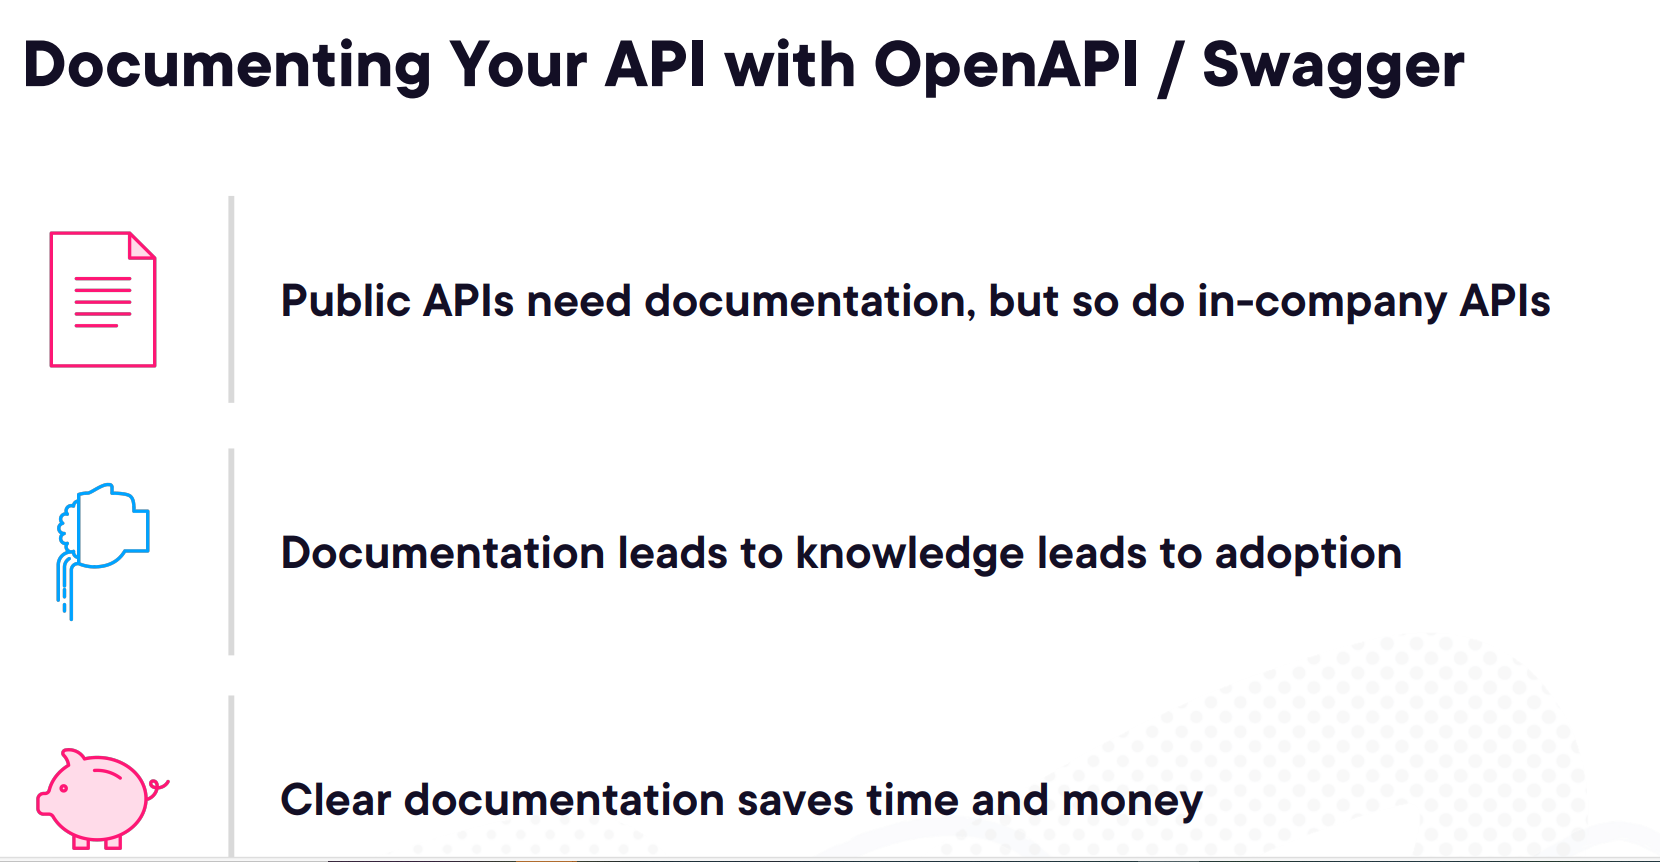 Documenting Your API with OpenAPI / Swagger
Public APIs need documentation, but so do in-company APIs
Documentation leads to knowledge leads to adoption
Clear documentation saves time and money